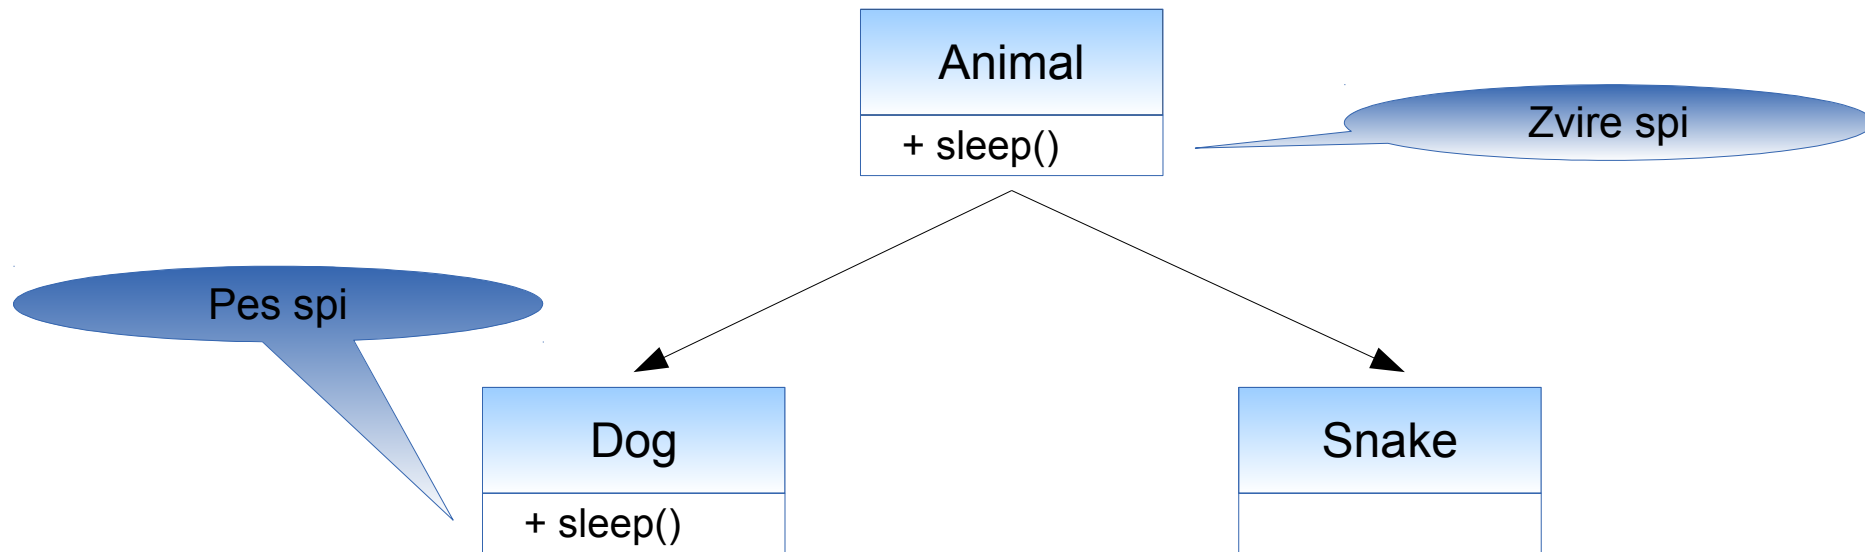 Animal
+ sleep()
Zvire spi
Pes spi
Dog
+ sleep()
Snake